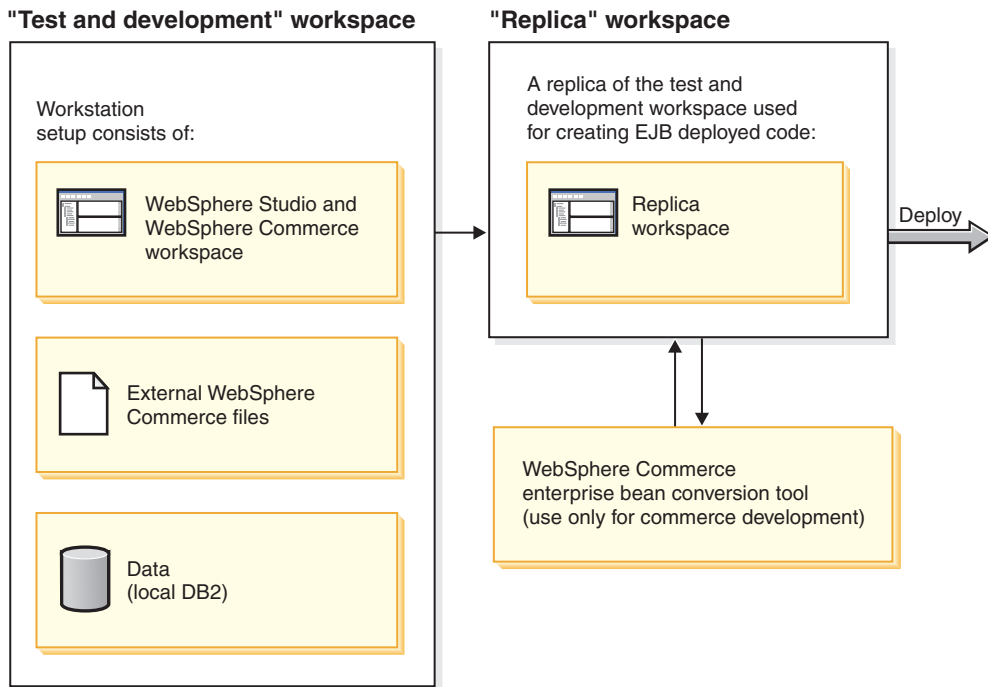 "Test and development" workspace
Workstation
setup consists of:
WebSphere Studio and
WebSphere Commerce
workspace
External WebSphere
Commerce files
Data
(local DB2)
"Replica" workspace
A replica of the test and
development workspace used
for creating EJB deployed code:
Replica
workspace
Deploy
WebSphere Commerce
enterprise bean conversion tool
(use only for commerce development)